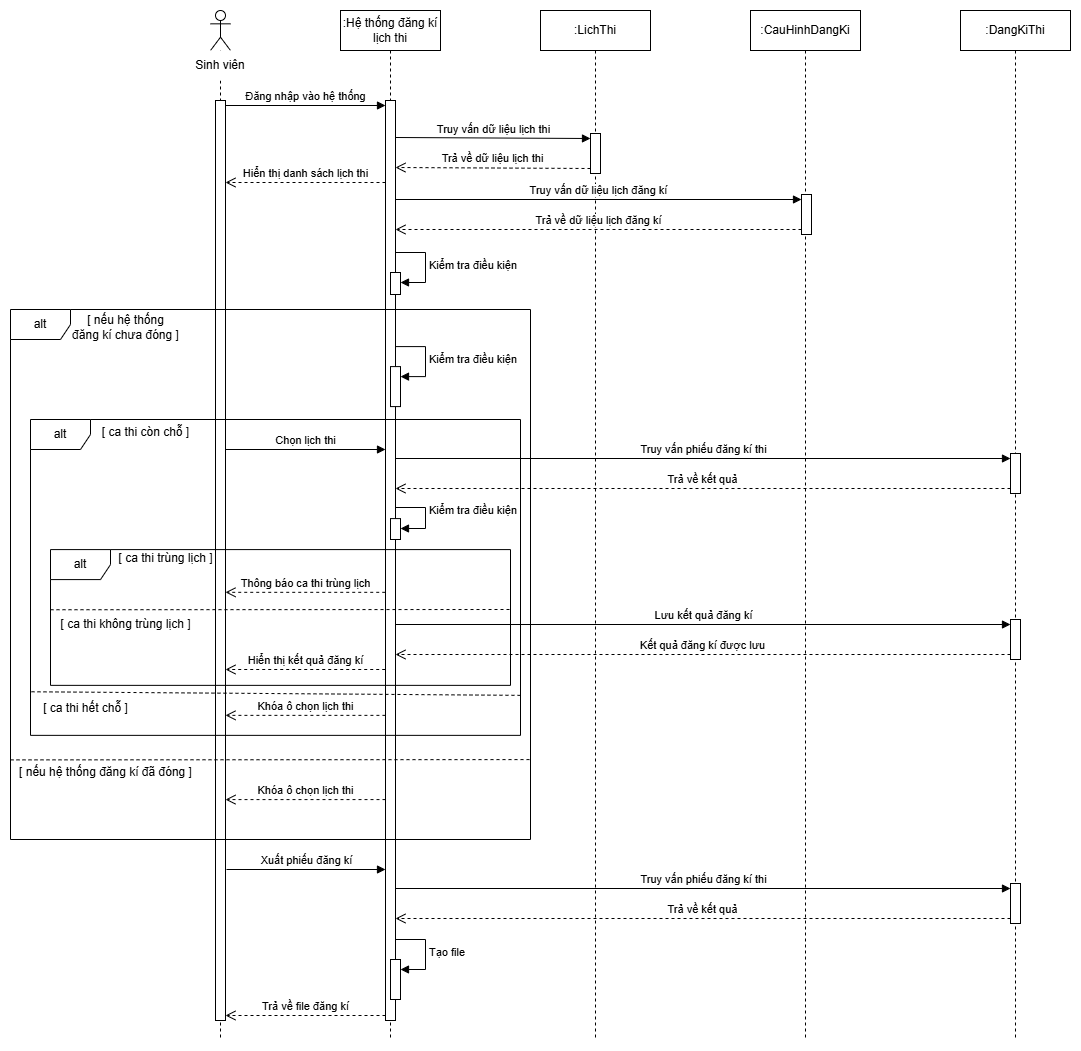 :Hệ thống đăng kí
lịch thi
:LichThi
:CauHinhDangKi
:DangKiThi
Sinh viên
Đăng nhập vào hệ thống
Truy vấn dữ liệu lịch thi
Trả về dữ liệu lịch thi
Hiển thị danh sách lịch thi
Truy vấn dữ liệu lịch đăng kí
Trả về dữ liệu lịch đăng kí
Kiểm tra điều kiện
alt
[ nếu hệ thống
đăng kí chưa đóng ]
Kiểm tra điều kiện
alt
[ ca thi còn chỗ ]
Chọn lịch thi
Truy vấn phiếu đăng kí thi
Trả về kết quả
Kiểm tra điều kiện
alt
[ ca thi trùng lịch ]
Thông báo ca thi trùng lịch
[ ca thi không trùng lịch ]
Lưu kết quả đăng kí
Kết quả đăng kí được lưu
Hiển thị kết quả đăng kí
[ ca thi hết chỗ ]
Khóa ô chọn lịch thi
[ nếu hệ thống đăng kí đã đóng ]
Khóa ô chọn lịch thi
Xuất phiếu đăng kí
Truy vấn phiếu đăng kí thi
Trả về kết quả
Tạo file
Trả về file đăng kí